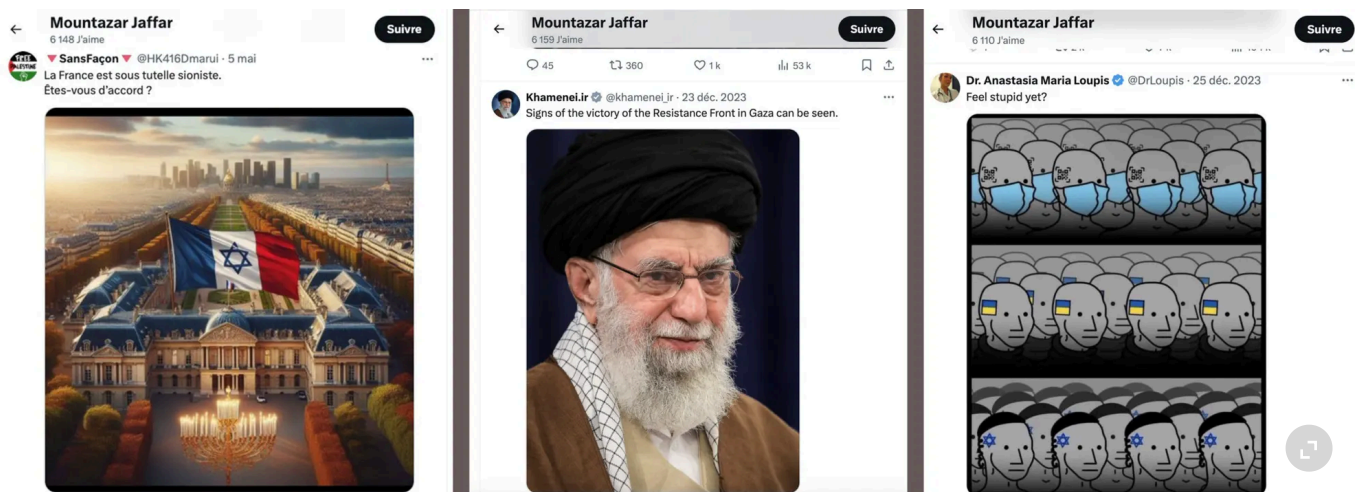 Mountazar Jaffar
6 148 J'aime
Suivre
🔻SansFaçon🔻 @HK416Dmarui · 5 mai
La France est sous tutelle sioniste.
Êtes-vous d'accord ?
Mountazar Jaffar
6 159 J'aime
Suivre
45 360 1 k 53 k
Khamenei.ir @khamenei_ir · 23 déc. 2023
Signs of the victory of the Resistance Front in Gaza can be seen.
Mountazar Jaffar
6 110 J'aime
Suivre
Dr. Anastasia Maria Loupis @DrLoupis · 25 déc. 2023
Feel stupid yet?